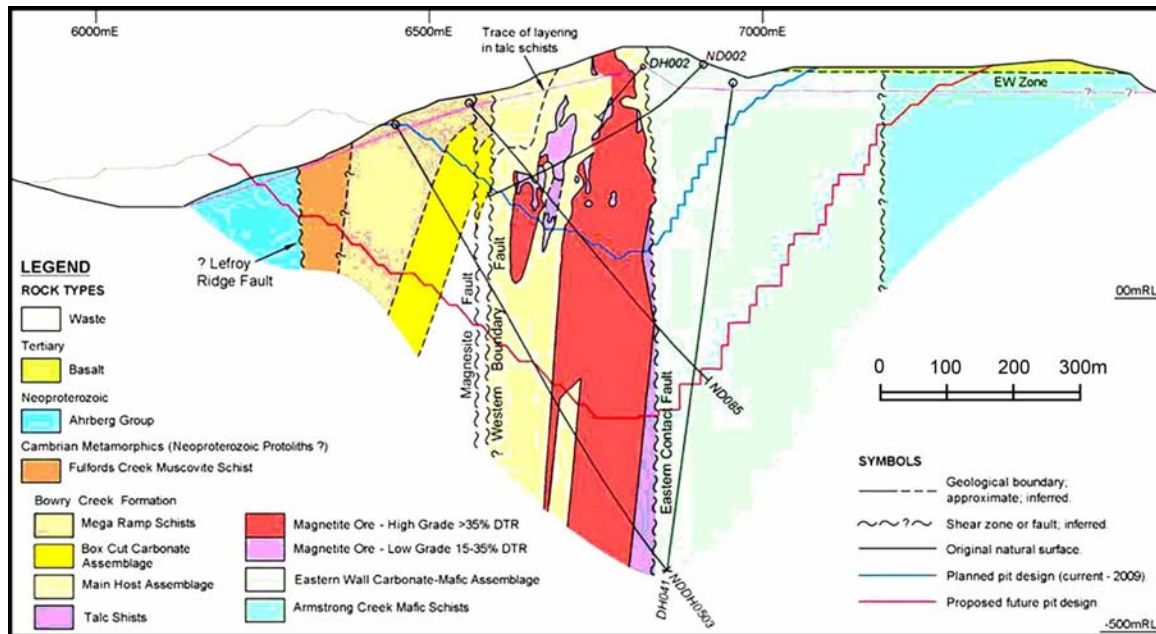 6000mE
6500mE
7000mE
Trace of layering
in talc schists
DH002
ND002
EW Zone
?
?
?
?
? Lefroy
Ridge Fault
Magnesite Fault
? Western Boundary Fault
Eastern Contact Fault
ND085
DH041
NDDH0503
00mRL
-500mRL
0 100 200 300m
LEGEND
ROCK TYPES
Waste
Tertiary
Basalt
Neoproterozoic
Ahrberg Group
Cambrian Metamorphics (Neoproterozoic Protoliths ?)
Fulfords Creek Muscovite Schist
Bowry Creek Formation
Mega Ramp Schists
Box Cut Carbonate
Assemblage
Main Host Assemblage
Talc Shists
Magnetite Ore - High Grade >35% DTR
Magnetite Ore - Low Grade 15-35% DTR
Eastern Wall Carbonate-Mafic Assemblage
Armstrong Creek Mafic Schists
SYMBOLS
Geological boundary;
approximate; inferred.
?
Shear zone or fault; inferred.
Original natural surface.
Planned pit design (current - 2009)
Proposed future pit design